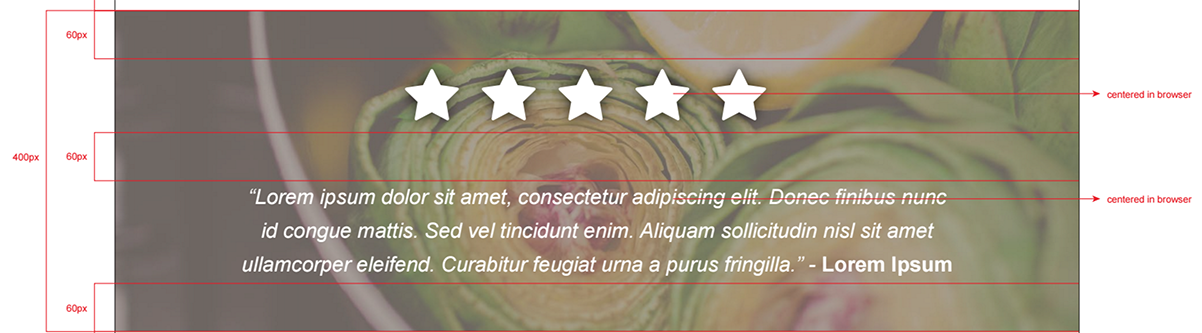 60px
centered in browser
400px
60px
“Lorem ipsum dolor sit amet, consectetur adipiscing elit. Donec finibus nunc
centered in browser
id congue mattis. Sed vel tincidunt enim. Aliquam sollicitudin nisl sit amet
ullamcorper eleifend. Curabitur feugiat urna a purus fringilla.” - Lorem Ipsum
60px